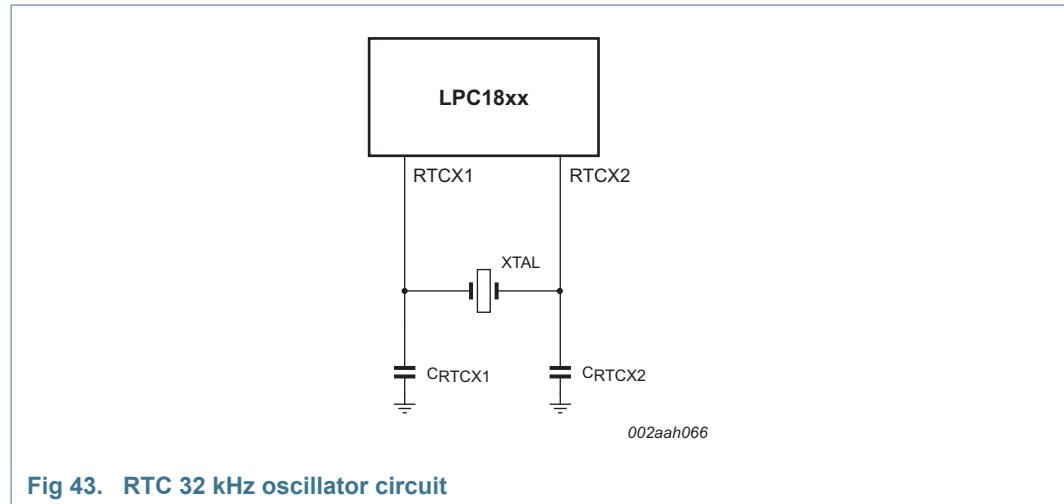 LPC18xx
RTCX1 RTCX2
XTAL
CRTCX1 CRTCX2
002aah066
Fig 43. RTC 32 kHz oscillator circuit